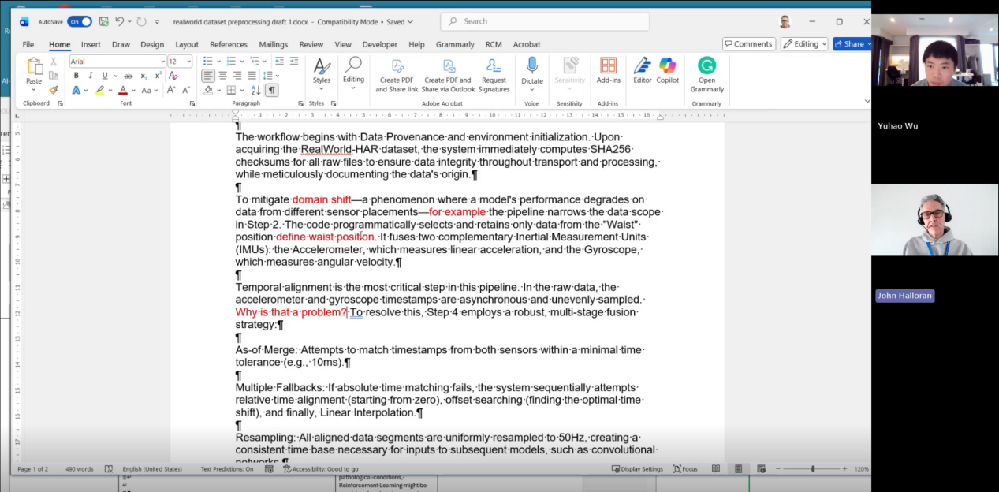 AutoSave On realworld dataset preprocessing draft 1.docx - Compatibility Mode • Saved Search
File Home Insert Draw Design Layout References Mailings Review View Developer Help Grammarly RCM Acrobat Comments Editing Share
Arial 12
Paste
Styles
Editing
Create PDF and Share link
Create PDF and Share via Outlook
Request Signatures
Dictate
Sensitivity
Add-ins
Editor
Copilot
Open Grammarly
Clipboard Font Paragraph Styles Adobe Acrobat Voice Sensitivity Add-ins Grammarly
The workflow begins with Data Provenance and environment initialization. Upon
acquiring the RealWorld-HAR dataset, the system immediately computes SHA256
checksums for all raw files to ensure data integrity throughout transport and processing,
while meticulously documenting the data's origin.¶
¶
To mitigate domain shift—a phenomenon where a model's performance degrades on
data from different sensor placements—for example the pipeline narrows the data scope
in Step 2. The code programmatically selects and retains only data from the "Waist"
position define waist position. It fuses two complementary Inertial Measurement Units
(IMUs): the Accelerometer, which measures linear acceleration, and the Gyroscope,
which measures angular velocity.¶
¶
Temporal alignment is the most critical step in this pipeline. In the raw data, the
accelerometer and gyroscope timestamps are asynchronous and unevenly sampled.
Why is that a problem? To resolve this, Step 4 employs a robust, multi-stage fusion
strategy:¶
¶
As-of Merge: Attempts to match timestamps from both sensors within a minimal time
tolerance (e.g., 10ms).¶
¶
Multiple Fallbacks: If absolute time matching fails, the system sequentially attempts
relative time alignment (starting from zero), offset searching (finding the optimal time
shift), and finally, Linear Interpolation.¶
¶
Resampling: All aligned data segments are uniformly resampled to 50Hz, creating a
consistent time base necessary for inputs to subsequent models, such as convolutional
networks.¶
Page 1 of 2 490 words English (United States) Text Predictions: On Accessibility: Good to go Display Settings Focus 120%
pathological conditions,
Reinforcement Learning might be
Yuhao Wu
John Halloran